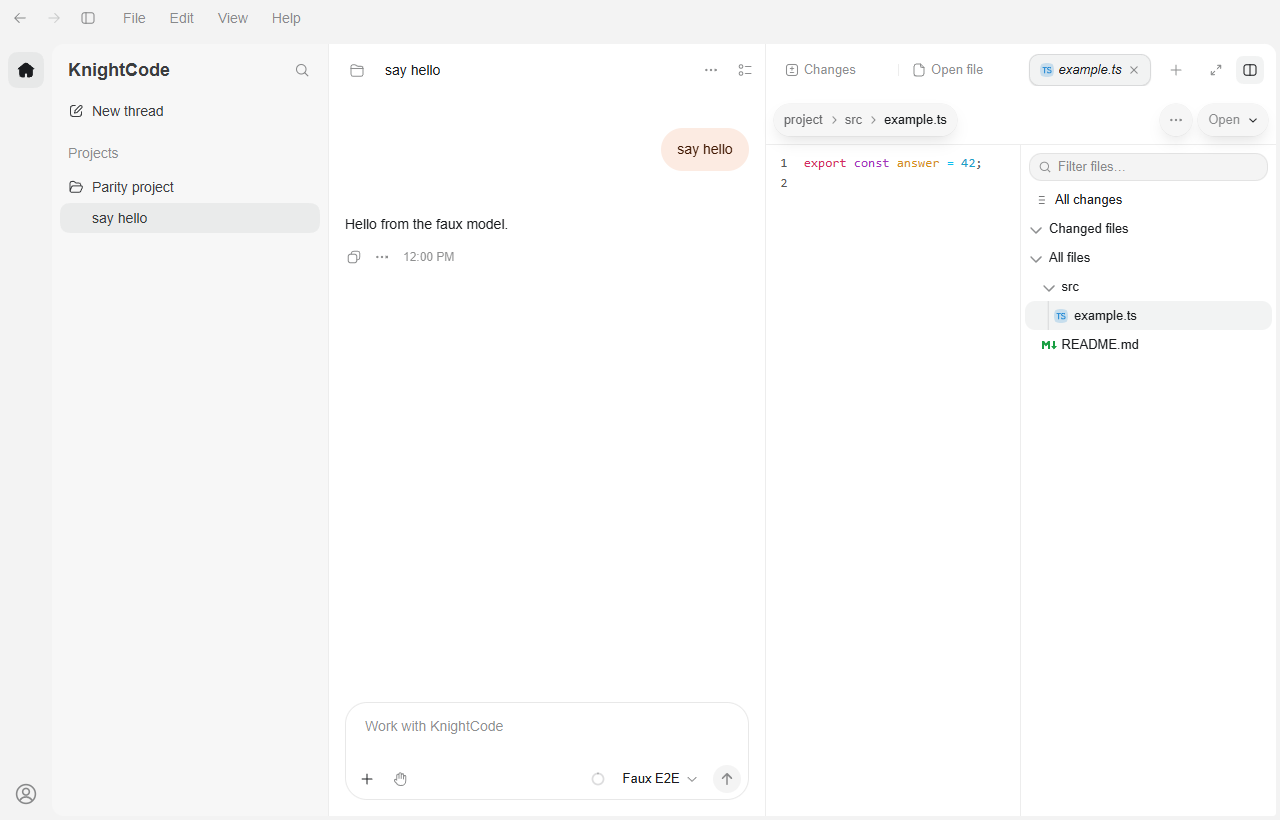 File Edit View Help
KnightCode
New thread
Projects
Parity project
say hello
say hello
say hello
Hello from the faux model.
12:00 PM
Work with KnightCode
Faux E2E
Changes
Open file
TS example.ts
project > src > example.ts
Open
1 export const answer = 42;
2
Filter files...
All changes
Changed files
All files
src
TS example.ts
M↓ README.md